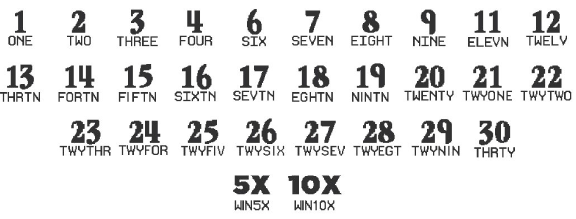 1 2 3 4 6 7 8 9 11 12
ONE TWO THREE FOUR SIX SEVEN EIGHT NINE ELEVN TWELV
13 14 15 16 17 18 19 20 21 22
THRTN FORTN FIFTN SIXTN SEVTN EGHTN NINTN TWENTY TWYONE TWYTWO
23 24 25 26 27 28 29 30
TWYTHR TWYFOR TWYFIV TWYSIX TWYSEV TWYEGT TWYNIN THRTY
5X 10X
WIN5X WIN10X